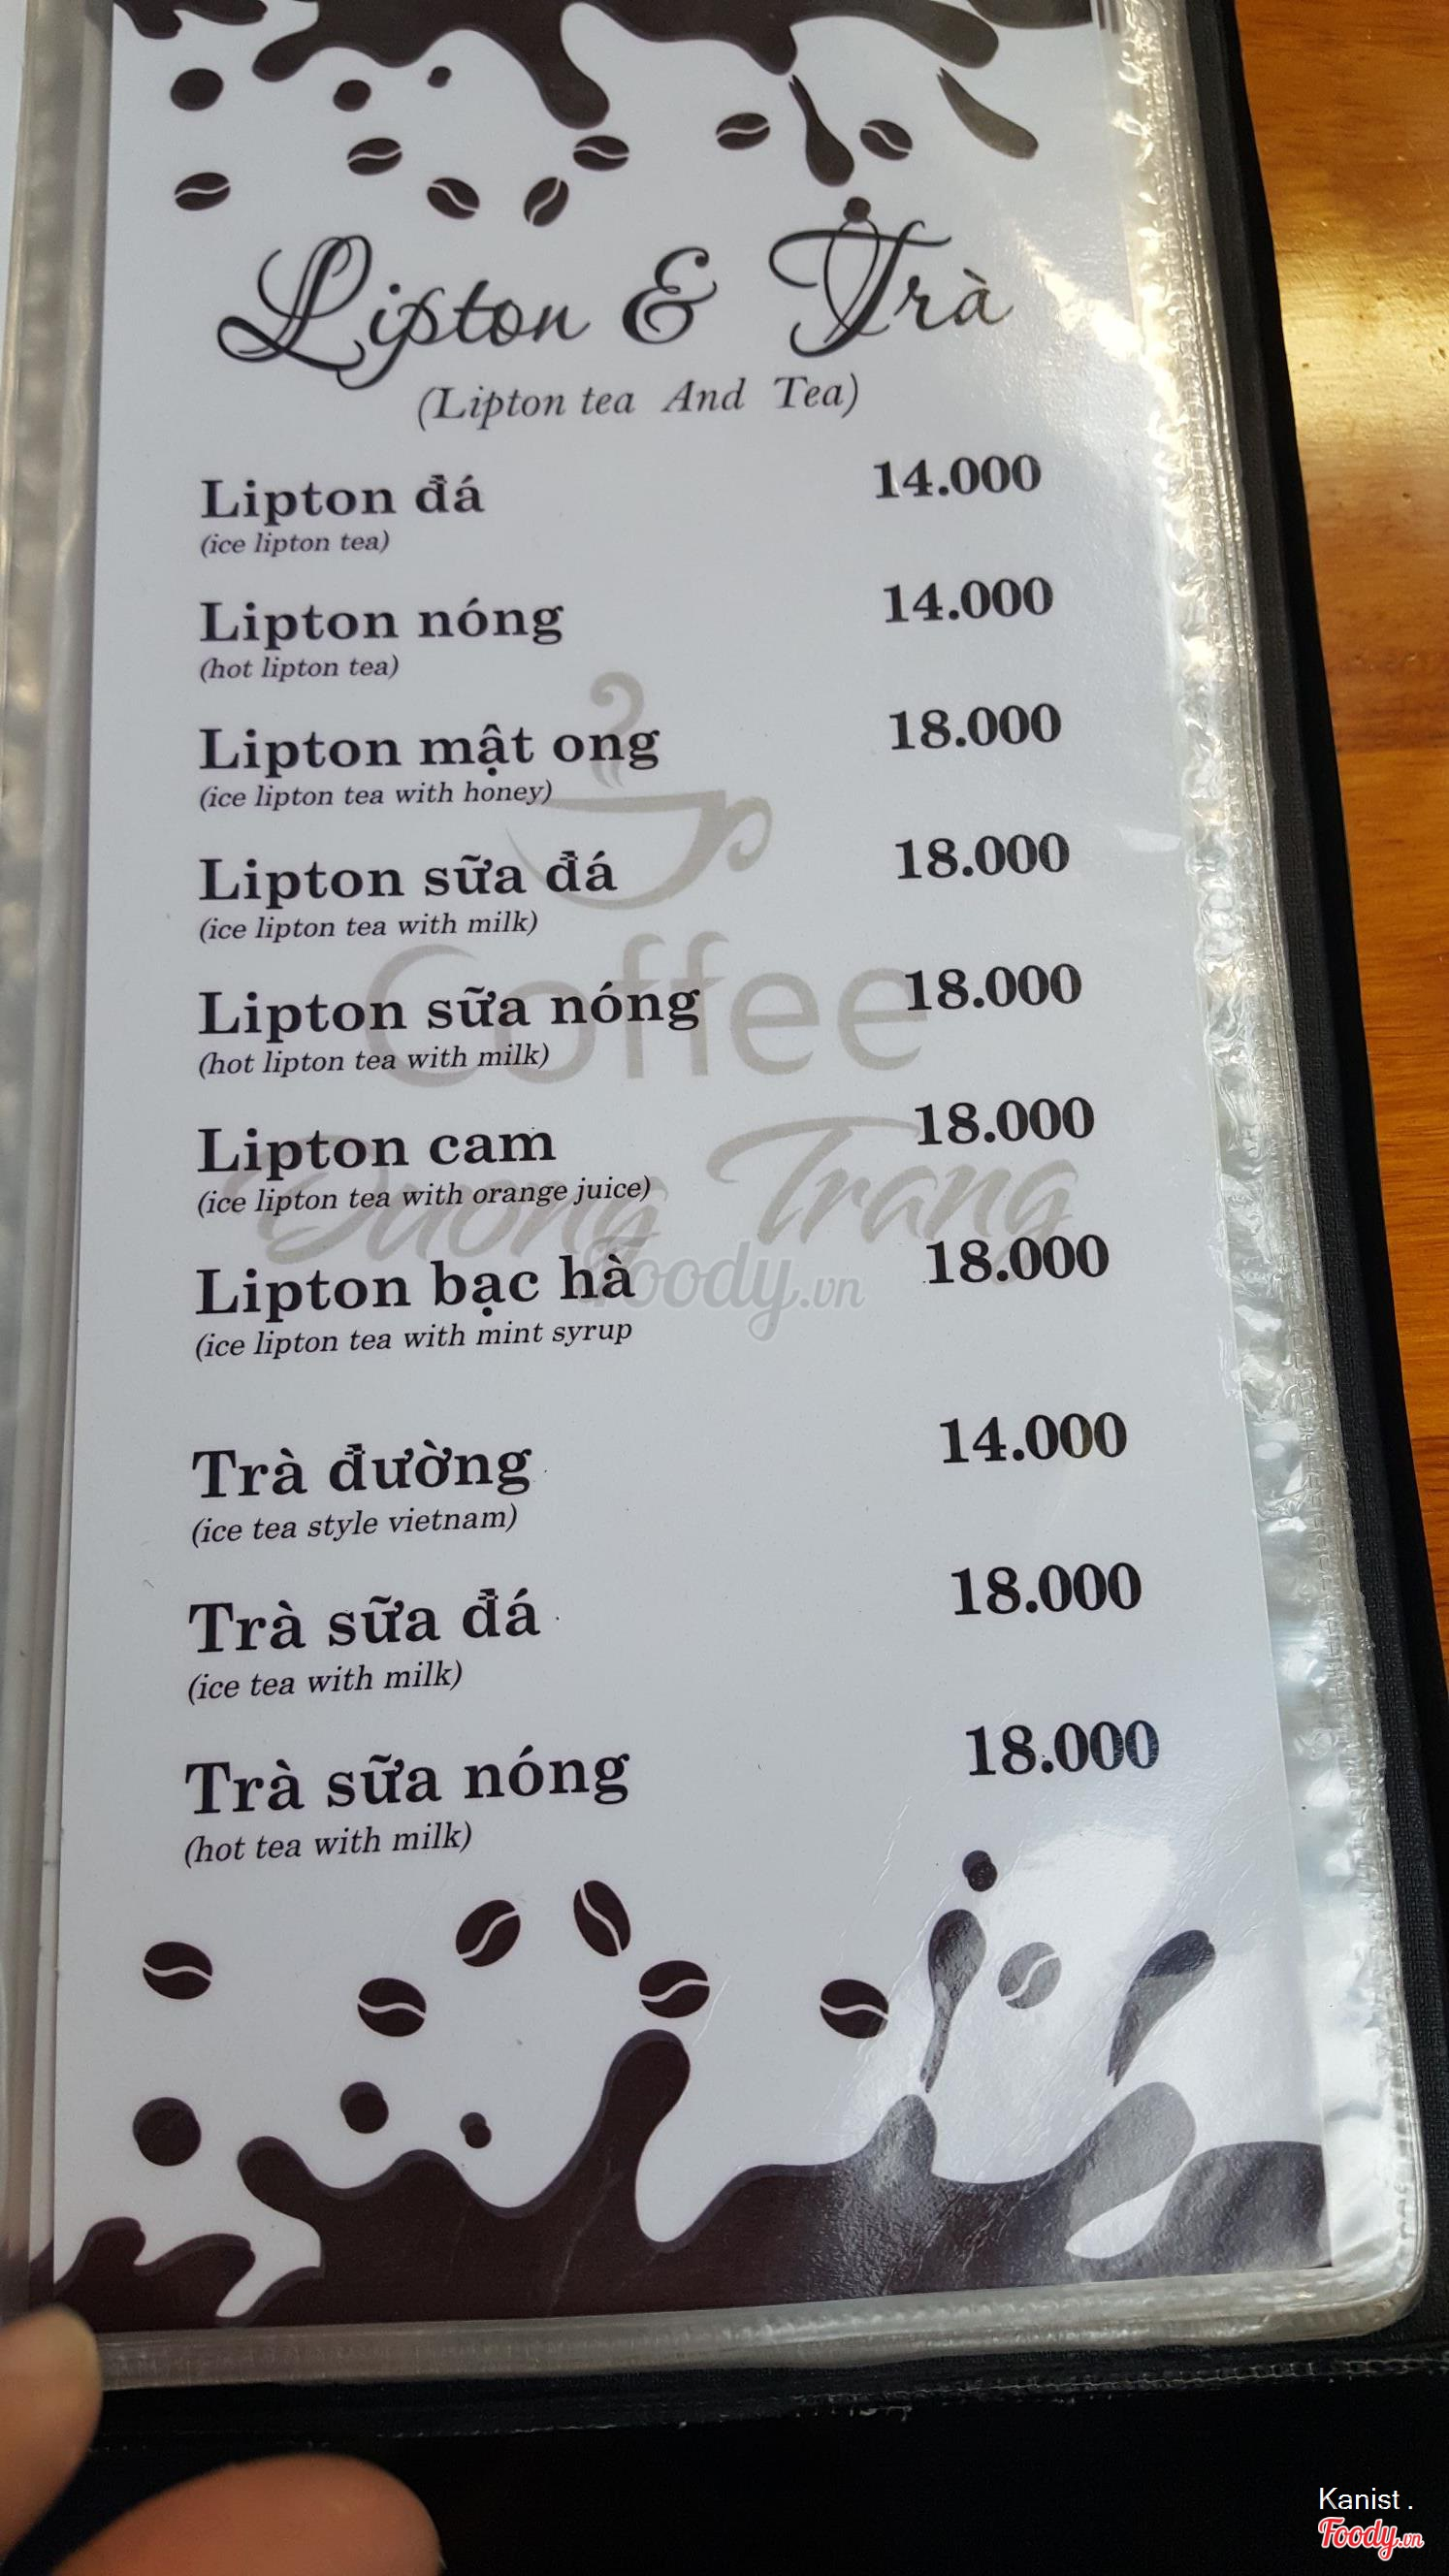 Lipton & Trà
(Lipton tea And Tea)
Lipton đá 14.000
(ice lipton tea)
Lipton nóng 14.000
(hot lipton tea)
Lipton mật ong 18.000
(ice lipton tea with honey)
Lipton sữa đá 18.000
(ice lipton tea with milk)
Coffee
Lipton sữa nóng 18.000
(hot lipton tea with milk)
Lipton cam 18.000
(ice lipton tea with orange juice)
Duong Trang
Foody.vn
Lipton bạc hà 18.000
(ice lipton tea with mint syrup
Trà đường 14.000
(ice tea style vietnam)
Trà sữa đá 18.000
(ice tea with milk)
Trà sữa nóng 18.000
(hot tea with milk)
Kanist .
Foody.vn